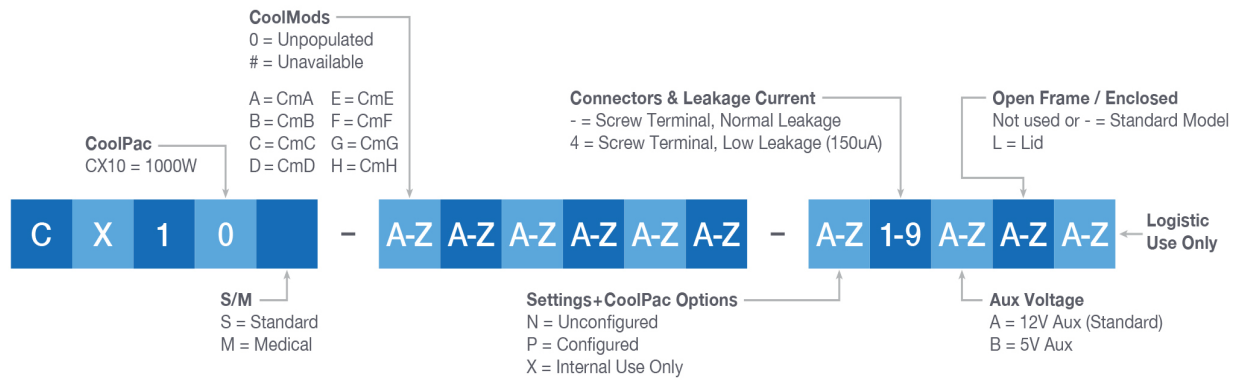 CoolMods
0 = Unpopulated
# = Unavailable
A = CmA E = CmE
B = CmB F = CmF
C = CmC G = CmG
D = CmD H = CmH
CoolPac
CX10 = 1000W
Connectors & Leakage Current
- = Screw Terminal, Normal Leakage
4 = Screw Terminal, Low Leakage (150uA)
Open Frame / Enclosed
Not used or - = Standard Model
L = Lid
C X 1 0 - A-Z A-Z A-Z A-Z A-Z A-Z - A-Z 1-9 A-Z A-Z A-Z
Logistic
Use Only
S/M
S = Standard
M = Medical
Settings+CoolPac Options
N = Unconfigured
P = Configured
X = Internal Use Only
Aux Voltage
A = 12V Aux (Standard)
B = 5V Aux